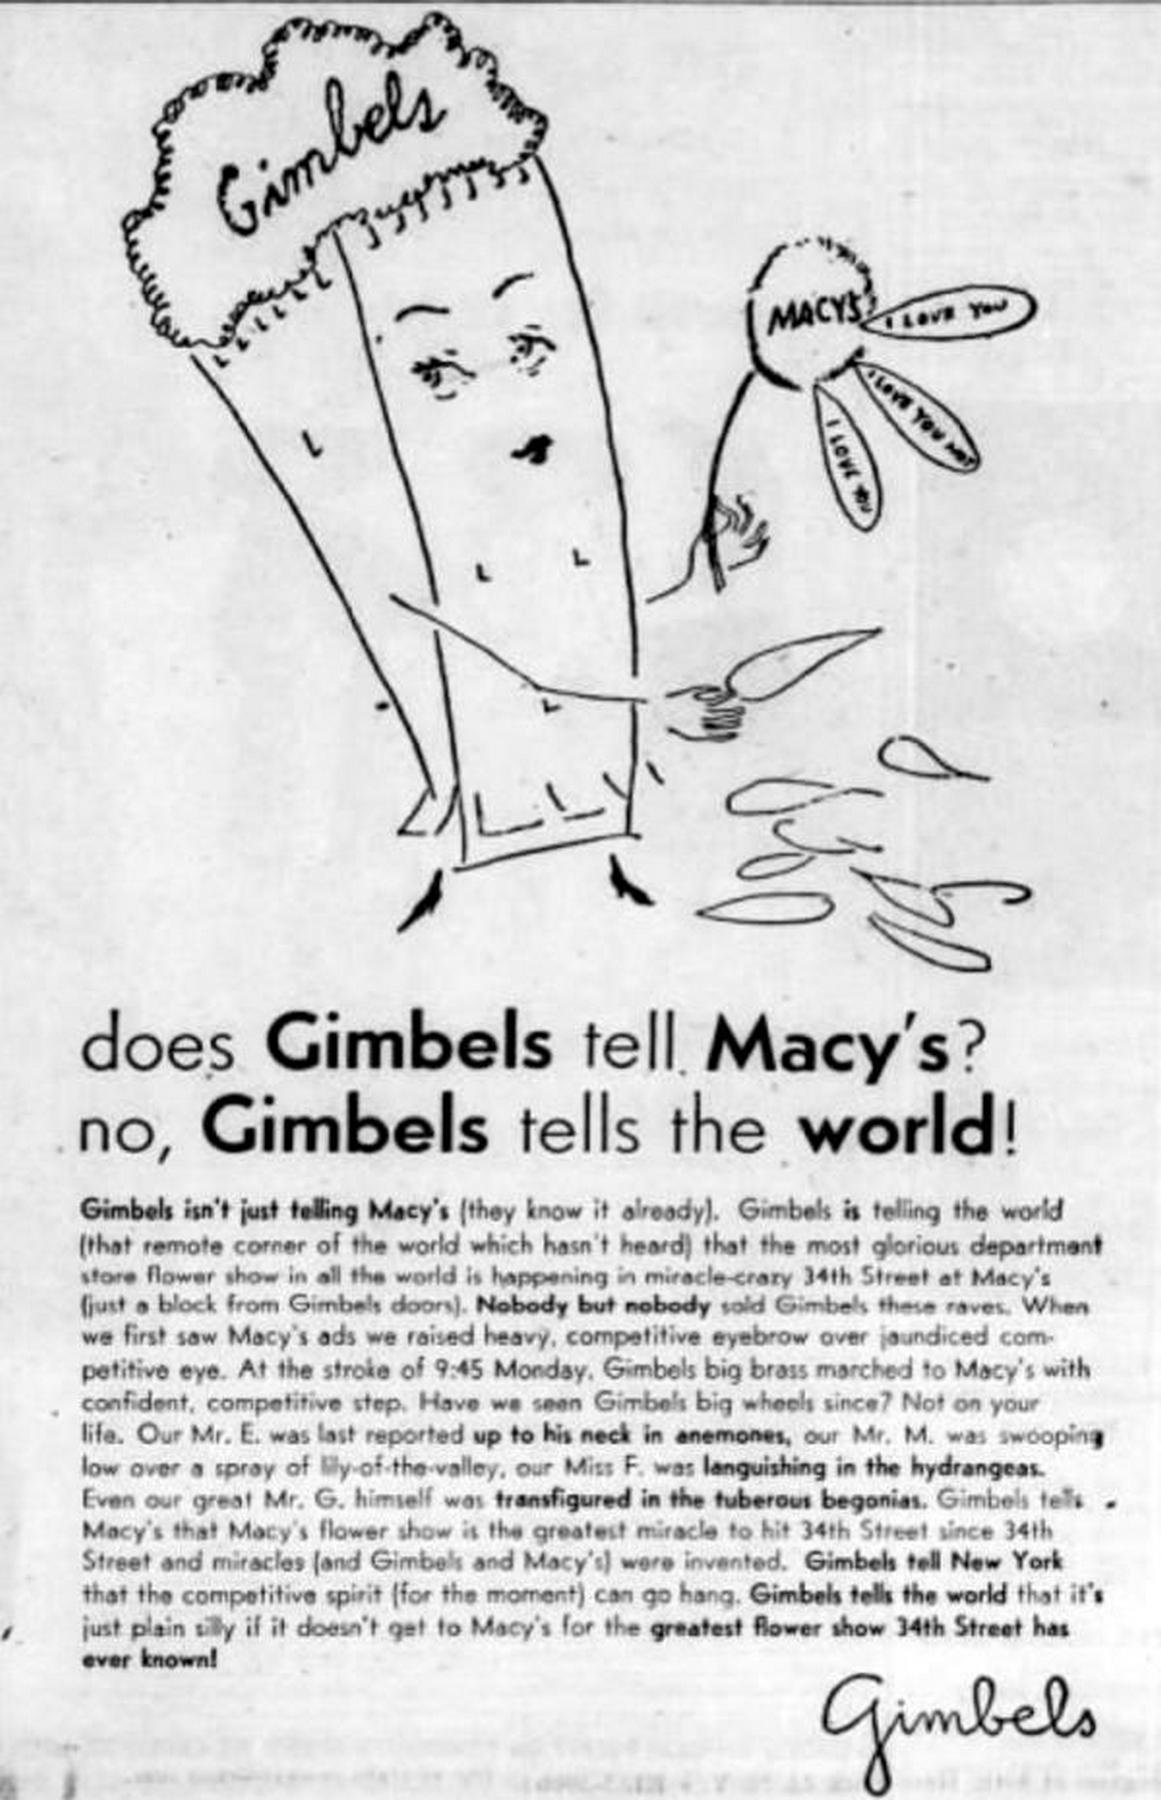 Gimbels
MACYS
I LOVE YOU
I LOVE YOU NOT
I LOVE YOU
does Gimbels tell Macy's?
no, Gimbels tells the world!
Gimbels isn't just telling Macy's (they know it already). Gimbels is telling the world
(that remote corner of the world which hasn't heard) that the most glorious department
store flower show in all the world is happening in miracle-crazy 34th Street at Macy's
(just a block from Gimbels doors). Nobody but nobody sold Gimbels these raves. When
we first saw Macy's ads we raised heavy, competitive eyebrow over jaundiced com-
petitive eye. At the stroke of 9:45 Monday, Gimbels big brass marched to Macy's with
confident, competitive step. Have we seen Gimbels big wheels since? Not on your
life. Our Mr. E. was last reported up to his neck in anemones, our Mr. M. was swooping
low over a spray of lily-of-the-valley, our Miss F. was languishing in the hydrangeas.
Even our great Mr. G. himself was transfigured in the tuberous begonias. Gimbels tells
Macy's that Macy's flower show is the greatest miracle to hit 34th Street since 34th
Street and miracles (and Gimbels and Macy's) were invented. Gimbels tell New York
that the competitive spirit (for the moment) can go hang. Gimbels tells the world that it's
just plain silly if it doesn't get to Macy's for the greatest flower show 34th Street has
ever known!
Gimbels